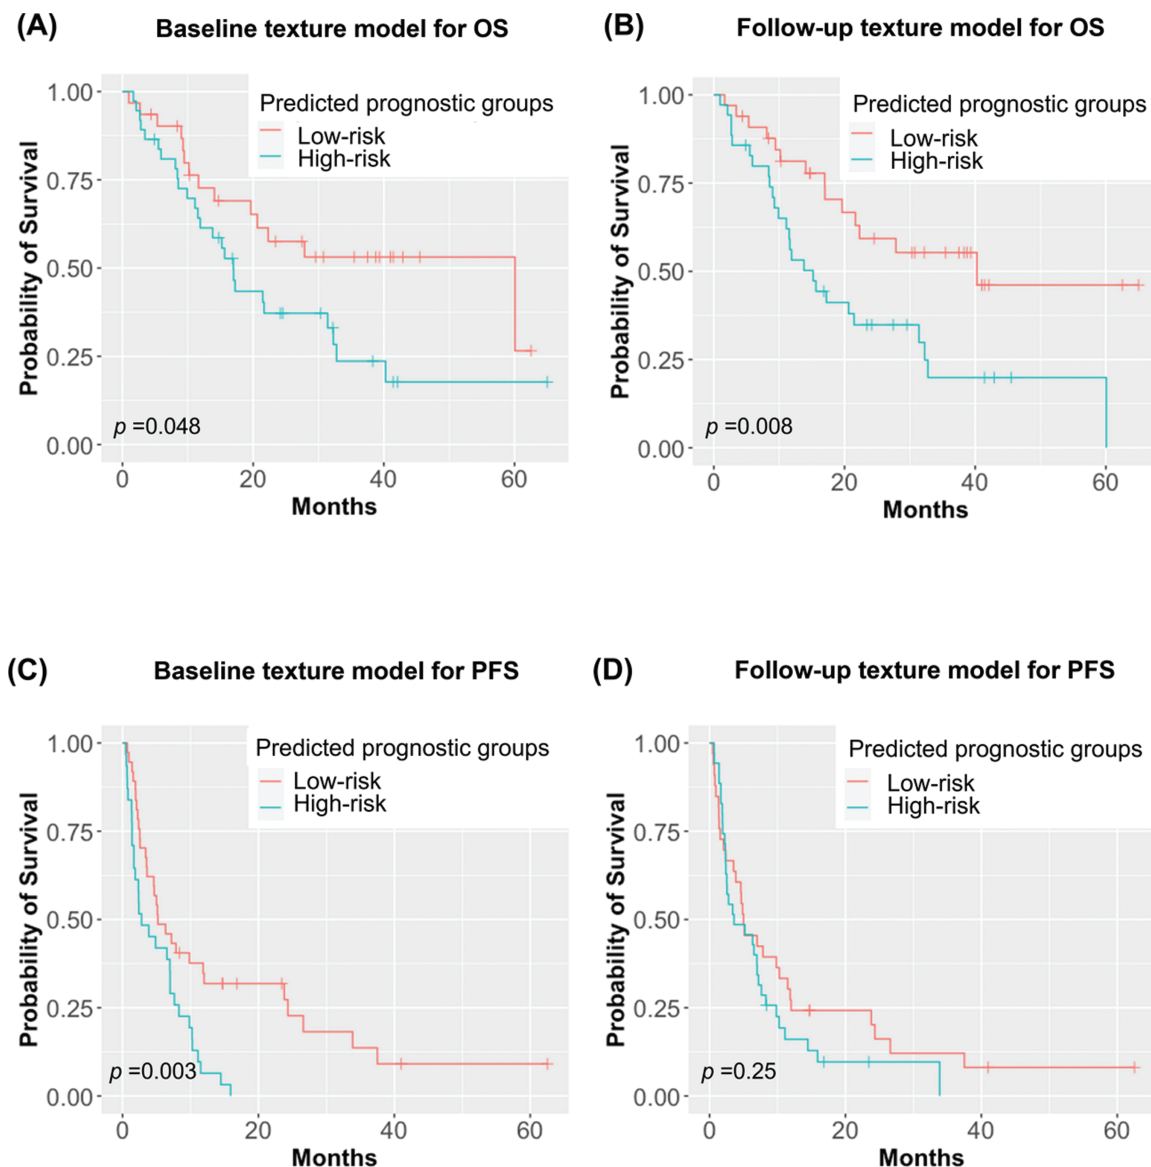 (A) Baseline texture model for OS
Predicted prognostic groups
Low-risk
High-risk
1.00
0.75
0.50
0.25
0.00
Probability of Survival
p =0.048
0 20 40 60
Months
(B) Follow-up texture model for OS
Predicted prognostic groups
Low-risk
High-risk
1.00
0.75
0.50
0.25
0.00
Probability of Survival
p =0.008
0 20 40 60
Months
(C) Baseline texture model for PFS
Predicted prognostic groups
Low-risk
High-risk
1.00
0.75
0.50
0.25
0.00
Probability of Survival
p =0.003
0 20 40 60
Months
(D) Follow-up texture model for PFS
Predicted prognostic groups
Low-risk
High-risk
1.00
0.75
0.50
0.25
0.00
Probability of Survival
p =0.25
0 20 40 60
Months